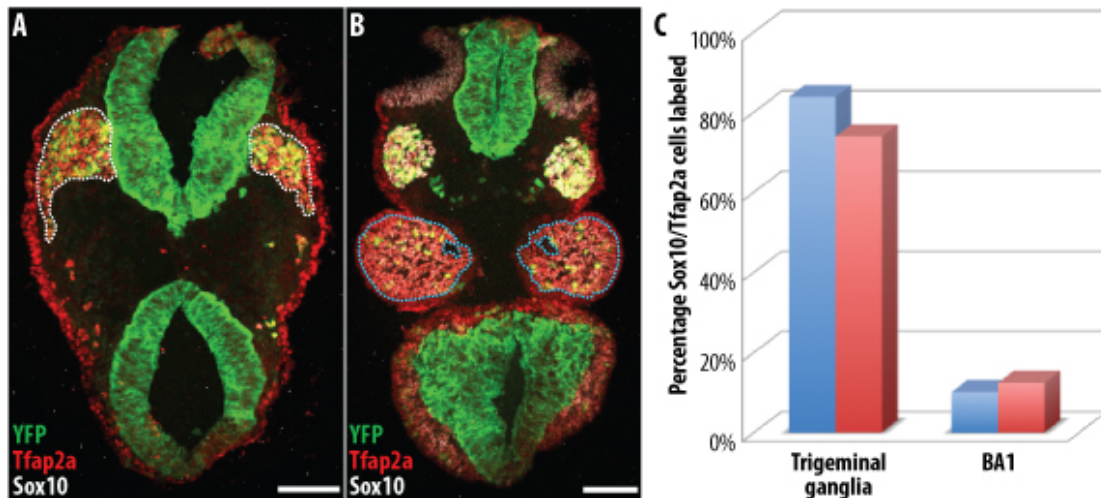 A
YFP
Tfap2a
Sox10
B
YFP
Tfap2a
Sox10
C
Percentage Sox10/Tfap2a cells labeled
100%
80%
60%
40%
20%
0%
Trigeminal
ganglia
BA1